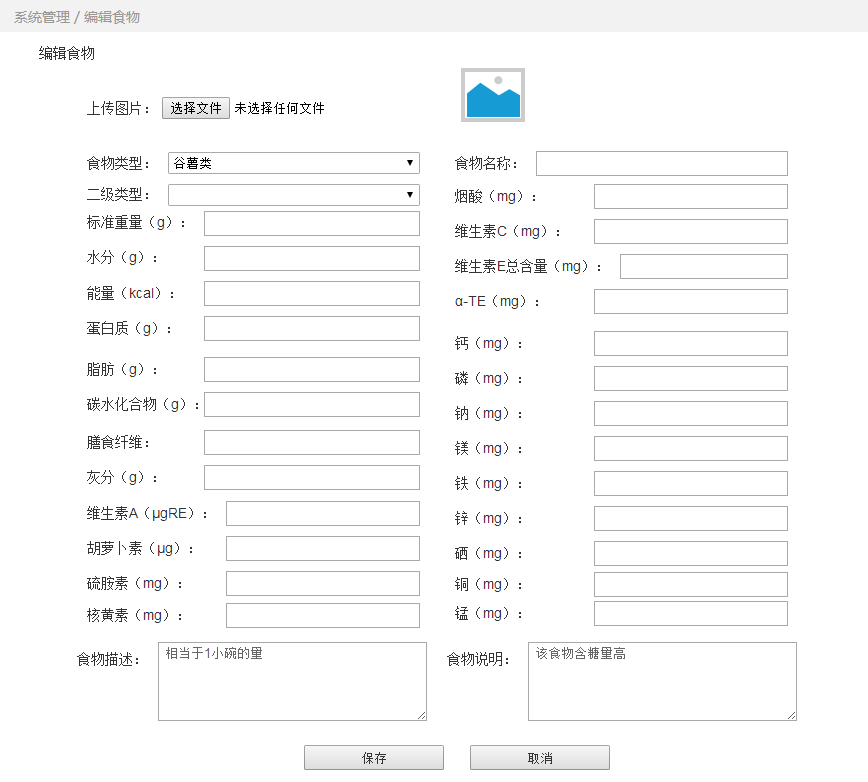 系统管理 / 编辑食物
编辑食物
上传图片： 选择文件 未选择任何文件
食物类型： 谷薯类 食物名称：
二级类型： 烟酸（mg）：
标准重量（g）： 维生素C（mg）：
水分（g）： 维生素E总含量（mg）：
能量（kcal）： α-TE（mg）：
蛋白质（g）： 钙（mg）：
脂肪（g）： 磷（mg）：
碳水化合物（g）： 钠（mg）：
膳食纤维： 镁（mg）：
灰分（g）： 铁（mg）：
维生素A（μgRE）： 锌（mg）：
胡萝卜素（μg）： 硒（mg）：
硫胺素（mg）： 铜（mg）：
核黄素（mg）： 锰（mg）：
食物描述： 相当于1小碗的量 食物说明： 该食物含糖量高
保存 取消